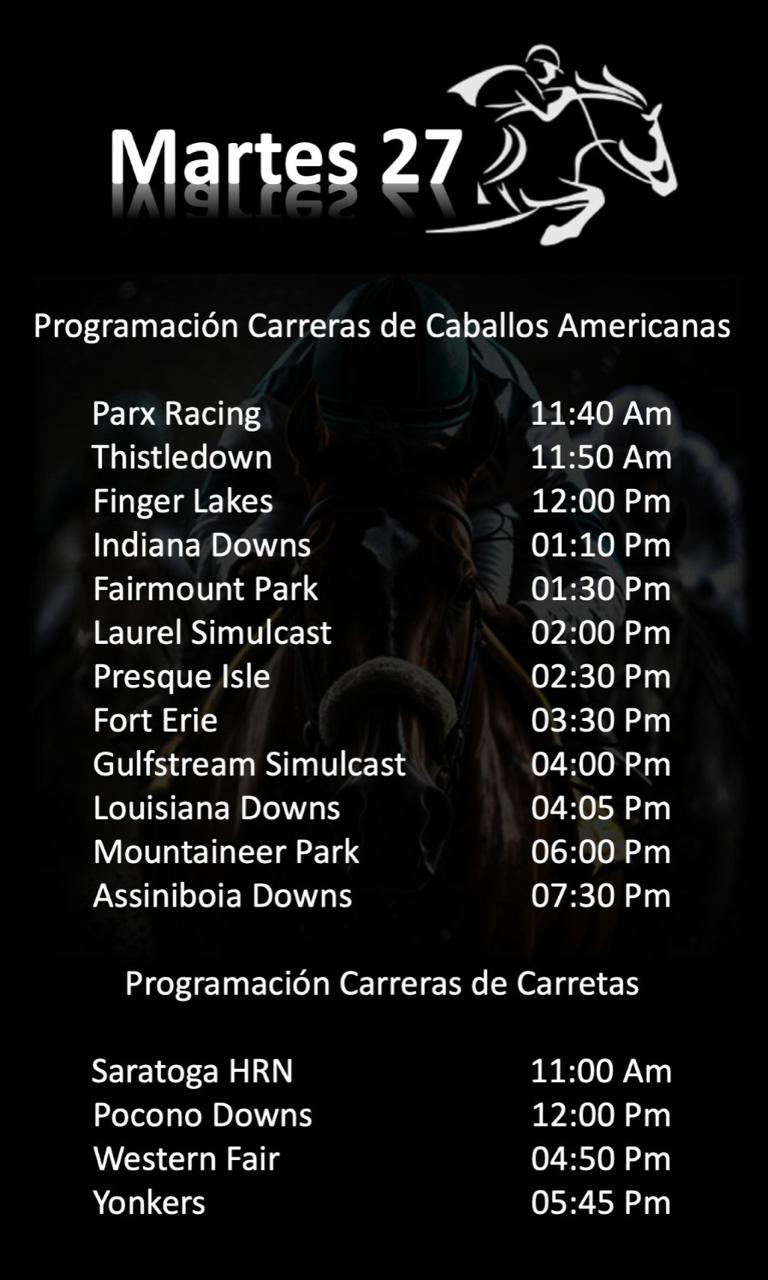 Martes 27
Programación Carreras de Caballos Americanas
Parx Racing 11:40 Am
Thistledown 11:50 Am
Finger Lakes 12:00 Pm
Indiana Downs 01:10 Pm
Fairmount Park 01:30 Pm
Laurel Simulcast 02:00 Pm
Presque Isle 02:30 Pm
Fort Erie 03:30 Pm
Gulfstream Simulcast 04:00 Pm
Louisiana Downs 04:05 Pm
Mountaineer Park 06:00 Pm
Assiniboia Downs 07:30 Pm
Programación Carreras de Carretas
Saratoga HRN 11:00 Am
Pocono Downs 12:00 Pm
Western Fair 04:50 Pm
Yonkers 05:45 Pm